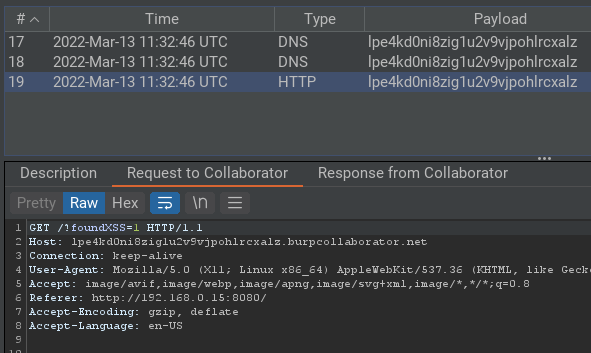 # Time Type Payload
17 2022-Mar-13 11:32:46 UTC DNS lpe4kd0ni8zig1u2v9vjpohlrcxalz
18 2022-Mar-13 11:32:46 UTC DNS lpe4kd0ni8zig1u2v9vjpohlrcxalz
19 2022-Mar-13 11:32:46 UTC HTTP lpe4kd0ni8zig1u2v9vjpohlrcxalz
Description Request to Collaborator Response from Collaborator
Pretty Raw Hex \n
1 GET /?foundXSS=1 HTTP/1.1
2 Host: lpe4kd0ni8zig1u2v9vjpohlrcxalz.burpcollaborator.net
3 Connection: keep-alive
4 User-Agent: Mozilla/5.0 (X11; Linux x86_64) AppleWebKit/537.36 (KHTML, like Geck
5 Accept: image/avif,image/webp,image/apng,image/svg+xml,image/*,*/*;q=0.8
6 Referer: http://192.168.0.15:8080/
7 Accept-Encoding: gzip, deflate
8 Accept-Language: en-US
9